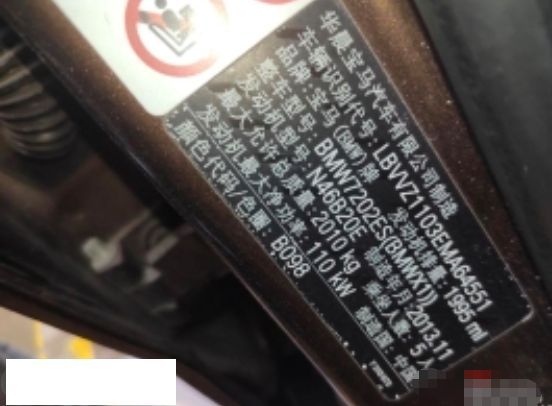 华晨宝马汽车有限公司制造
车辆识别代号: LBVVZ1103EMA64551
品牌: 宝马(BMW)牌 发动机排量: 1995 ml
整车型号: BMW7202ES(BMWX1) 制造年月: 2013.11
发动机型号: N46B20E 乘坐人数: 5人
最大允许总质量: 2010 kg 制造国: 中国
发动机最大净功率: 110 kW
颜色代码/色酿: B098